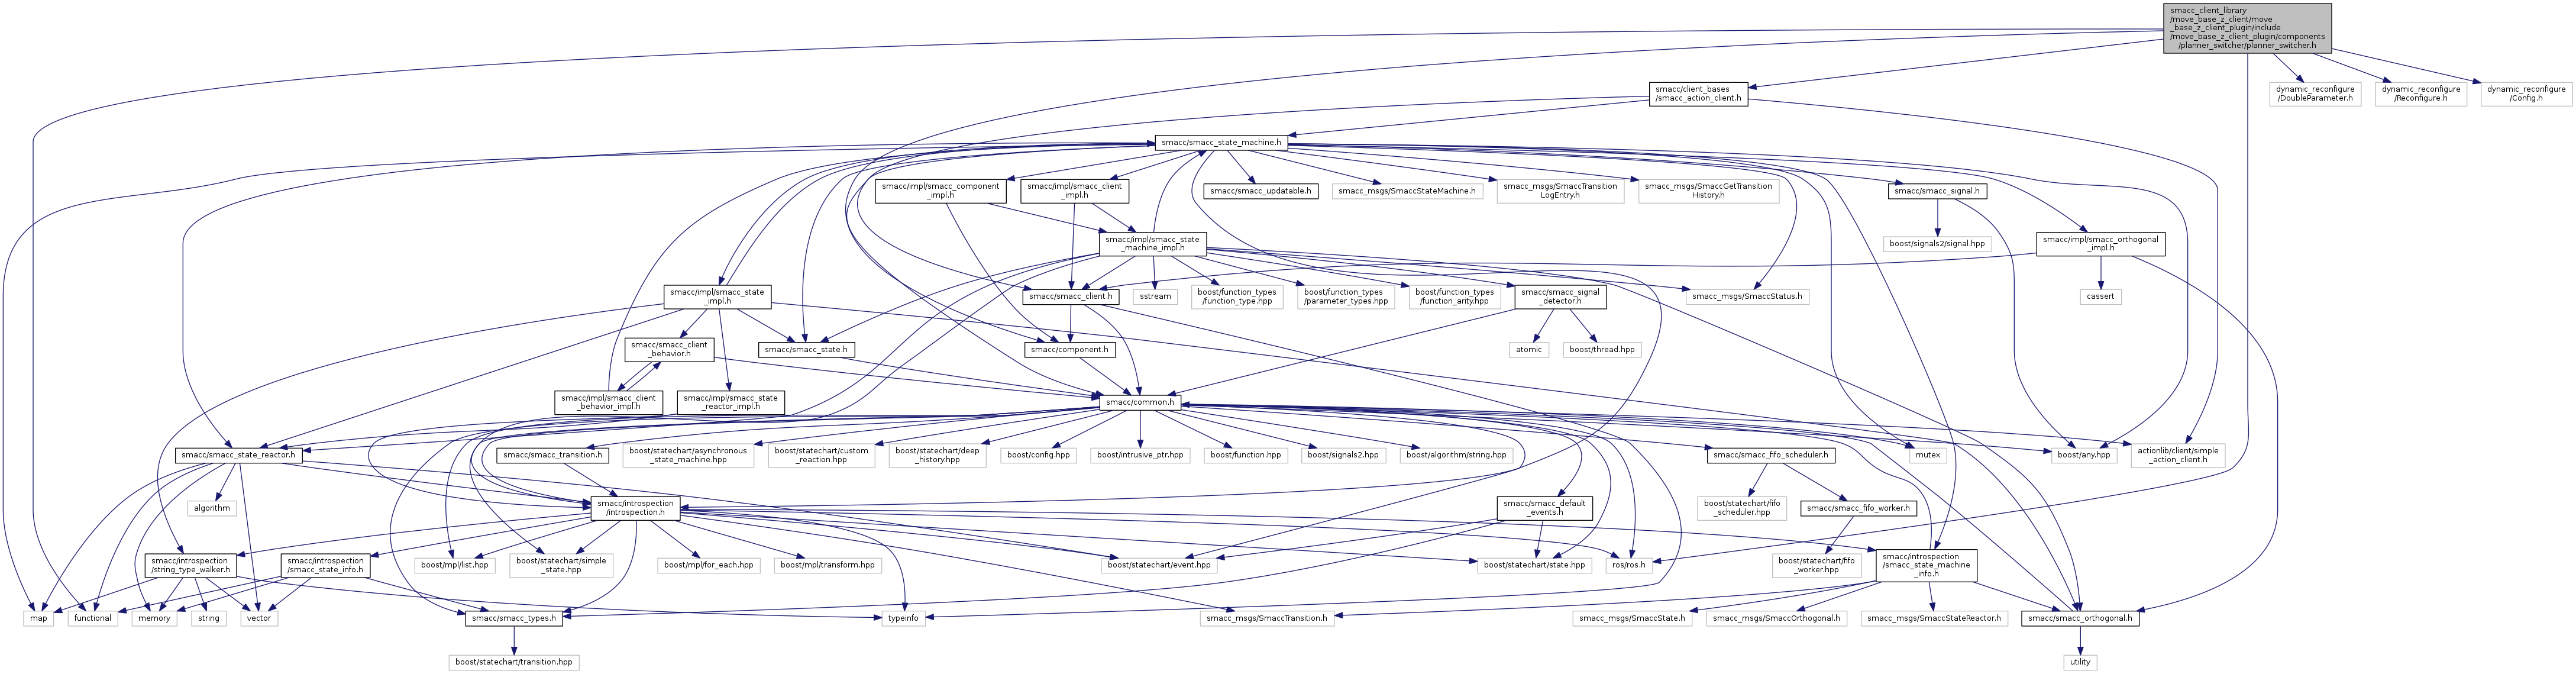 smacc_client_library
/move_base_z_client/move
_base_z_client_plugin/include
/move_base_z_client_plugin/components
/planner_switcher/planner_switcher.h
smacc/client_bases
/smacc_action_client.h
dynamic_reconfigure
/DoubleParameter.h
dynamic_reconfigure
/Reconfigure.h
dynamic_reconfigure
/Config.h
smacc/smacc_state_machine.h
smacc/impl/smacc_component
_impl.h
smacc/impl/smacc_client
_impl.h
smacc/smacc_updatable.h
smacc_msgs/SmaccStateMachine.h
smacc_msgs/SmaccTransition
LogEntry.h
smacc_msgs/SmaccGetTransition
History.h
smacc/smacc_signal.h
smacc/impl/smacc_state
_machine_impl.h
boost/signals2/signal.hpp
smacc/impl/smacc_orthogonal
_impl.h
smacc/impl/smacc_state
_impl.h
smacc/smacc_client.h
sstream
boost/function_types
/function_type.hpp
boost/function_types
/parameter_types.hpp
boost/function_types
/function_arity.hpp
smacc/smacc_signal
_detector.h
smacc_msgs/SmaccStatus.h
cassert
smacc/smacc_client
_behavior.h
smacc/smacc_state.h
smacc/component.h
atomic
boost/thread.hpp
smacc/impl/smacc_client
_behavior_impl.h
smacc/impl/smacc_state
_reactor_impl.h
smacc/common.h
smacc/smacc_state_reactor.h
smacc/smacc_transition.h
boost/statechart/asynchronous
_state_machine.hpp
boost/statechart/custom
_reaction.hpp
boost/statechart/deep
_history.hpp
boost/config.hpp
boost/intrusive_ptr.hpp
boost/function.hpp
boost/signals2.hpp
boost/algorithm/string.hpp
smacc/smacc_fifo_scheduler.h
mutex
boost/any.hpp
actionlib/client/simple
_action_client.h
algorithm
smacc/introspection
/introspection.h
smacc/smacc_default
_events.h
boost/statechart/fifo
_scheduler.hpp
smacc/smacc_fifo_worker.h
smacc/introspection
/string_type_walker.h
smacc/introspection
/smacc_state_info.h
boost/mpl/list.hpp
boost/statechart/simple
_state.hpp
boost/mpl/for_each.hpp
boost/mpl/transform.hpp
boost/statechart/event.hpp
boost/statechart/state.hpp
ros/ros.h
boost/statechart/fifo
_worker.hpp
smacc/introspection
/smacc_state_machine
_info.h
map
functional
memory
string
vector
smacc/smacc_types.h
typeinfo
smacc_msgs/SmaccTransition.h
smacc_msgs/SmaccState.h
smacc_msgs/SmaccOrthogonal.h
smacc_msgs/SmaccStateReactor.h
smacc/smacc_orthogonal.h
boost/statechart/transition.hpp
utility